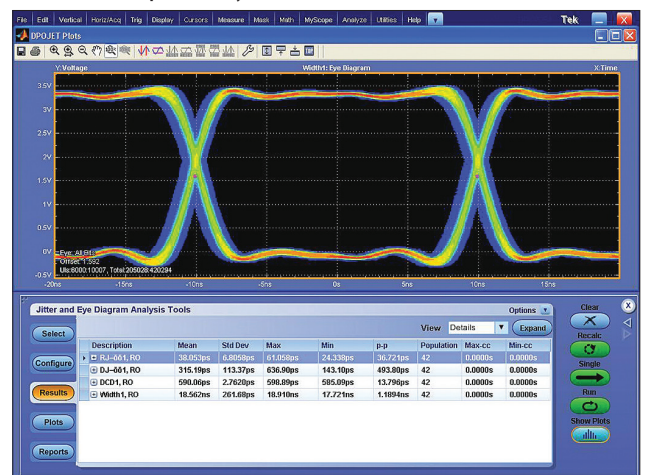 File Edit Vertical Horiz/Acq Trig Display Cursors Measure Mask Math MyScope Analyze Utilities Help Tek
DPOJET Plots
Y:Voltage Width1: Eye Diagram X:Time
3.5V
3V
2.5V
2V
1.5V
1V
0.5V
0V
Eye: All Bits
Offset: 1.592
-0.5V
UIs:6000:10007, Total:205028:420294
-20ns -15ns -10ns -5ns 0s 5ns 10ns 15ns
Jitter and Eye Diagram Analysis Tools Options Clear X
View Details Expand
Select
Recalc
Description Mean Std Dev Max Min p-p Population Max-cc Min-cc
RJ-δδ1, RO 38.053ps 6.8058ps 61.058ps 24.338ps 36.721ps 42 0.0000s 0.0000s
Configure
Single
DJ-δδ1, RO 315.19ps 113.37ps 636.90ps 143.10ps 493.80ps 42 0.0000s 0.0000s
DCD1, RO 590.06ps 2.7620ps 598.89ps 585.09ps 13.796ps 42 0.0000s 0.0000s
Results
Width1, RO 18.562ns 261.68ps 18.910ns 17.721ns 1.1894ns 42 0.0000s 0.0000s
Run
Plots
Show Plots
Reports